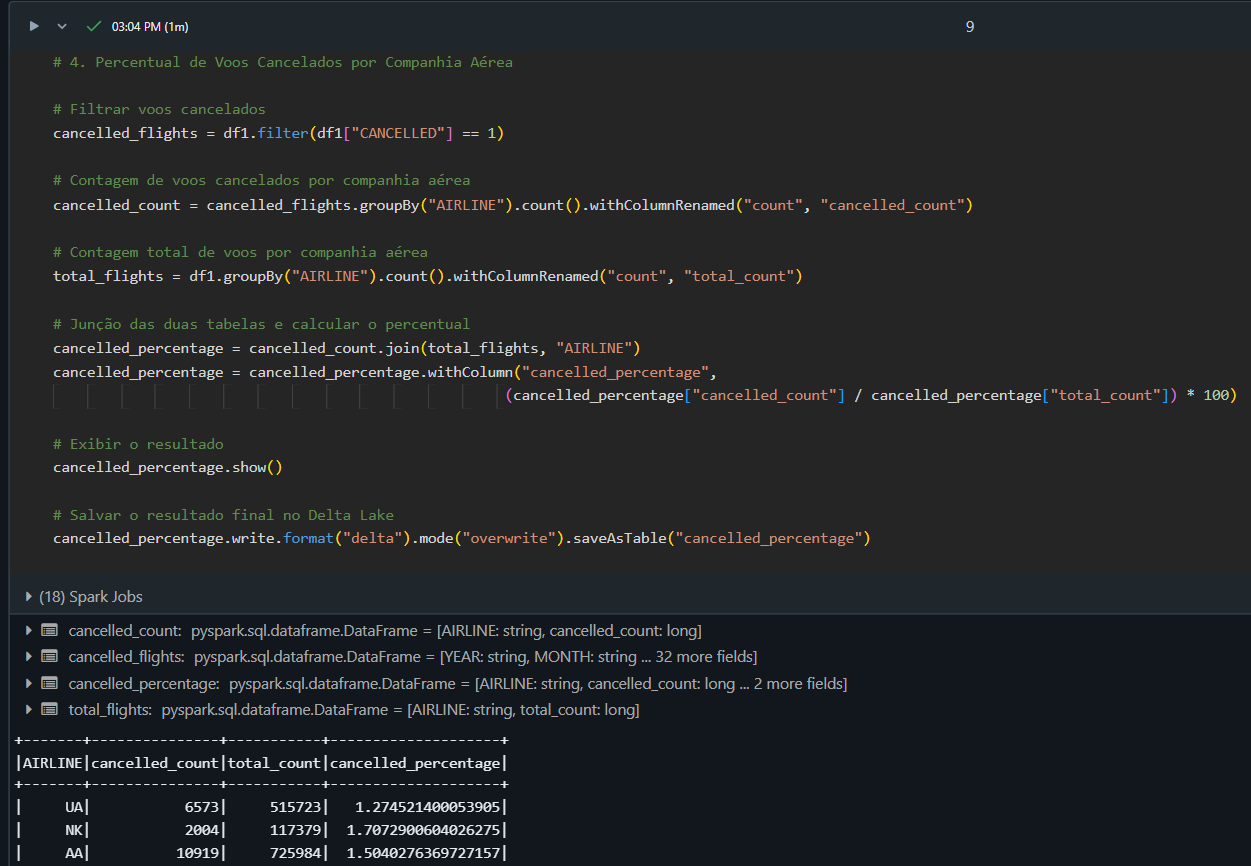 03:04 PM (1m)
9
# 4. Percentual de Voos Cancelados por Companhia Aérea
# Filtrar voos cancelados
cancelled_flights = df1.filter(df1["CANCELLED"] == 1)
# Contagem de voos cancelados por companhia aérea
cancelled_count = cancelled_flights.groupBy("AIRLINE").count().withColumnRenamed("count", "cancelled_count")
# Contagem total de voos por companhia aérea
total_flights = df1.groupBy("AIRLINE").count().withColumnRenamed("count", "total_count")
# Junção das duas tabelas e calcular o percentual
cancelled_percentage = cancelled_count.join(total_flights, "AIRLINE")
cancelled_percentage = cancelled_percentage.withColumn("cancelled_percentage",
(cancelled_percentage["cancelled_count"] / cancelled_percentage["total_count"]) * 100)
# Exibir o resultado
cancelled_percentage.show()
# Salvar o resultado final no Delta Lake
cancelled_percentage.write.format("delta").mode("overwrite").saveAsTable("cancelled_percentage")
(18) Spark Jobs
cancelled_count: pyspark.sql.dataframe.DataFrame = [AIRLINE: string, cancelled_count: long]
cancelled_flights: pyspark.sql.dataframe.DataFrame = [YEAR: string, MONTH: string ... 32 more fields]
cancelled_percentage: pyspark.sql.dataframe.DataFrame = [AIRLINE: string, cancelled_count: long ... 2 more fields]
total_flights: pyspark.sql.dataframe.DataFrame = [AIRLINE: string, total_count: long]
+-------+---------------+-----------+--------------------+
|AIRLINE|cancelled_count|total_count|cancelled_percentage|
+-------+---------------+-----------+--------------------+
|     UA|           6573|     515723|   1.274521400053905|
|     NK|           2004|     117379|  1.7072900604026275|
|     AA|          10919|     725984|  1.5040276369727157|